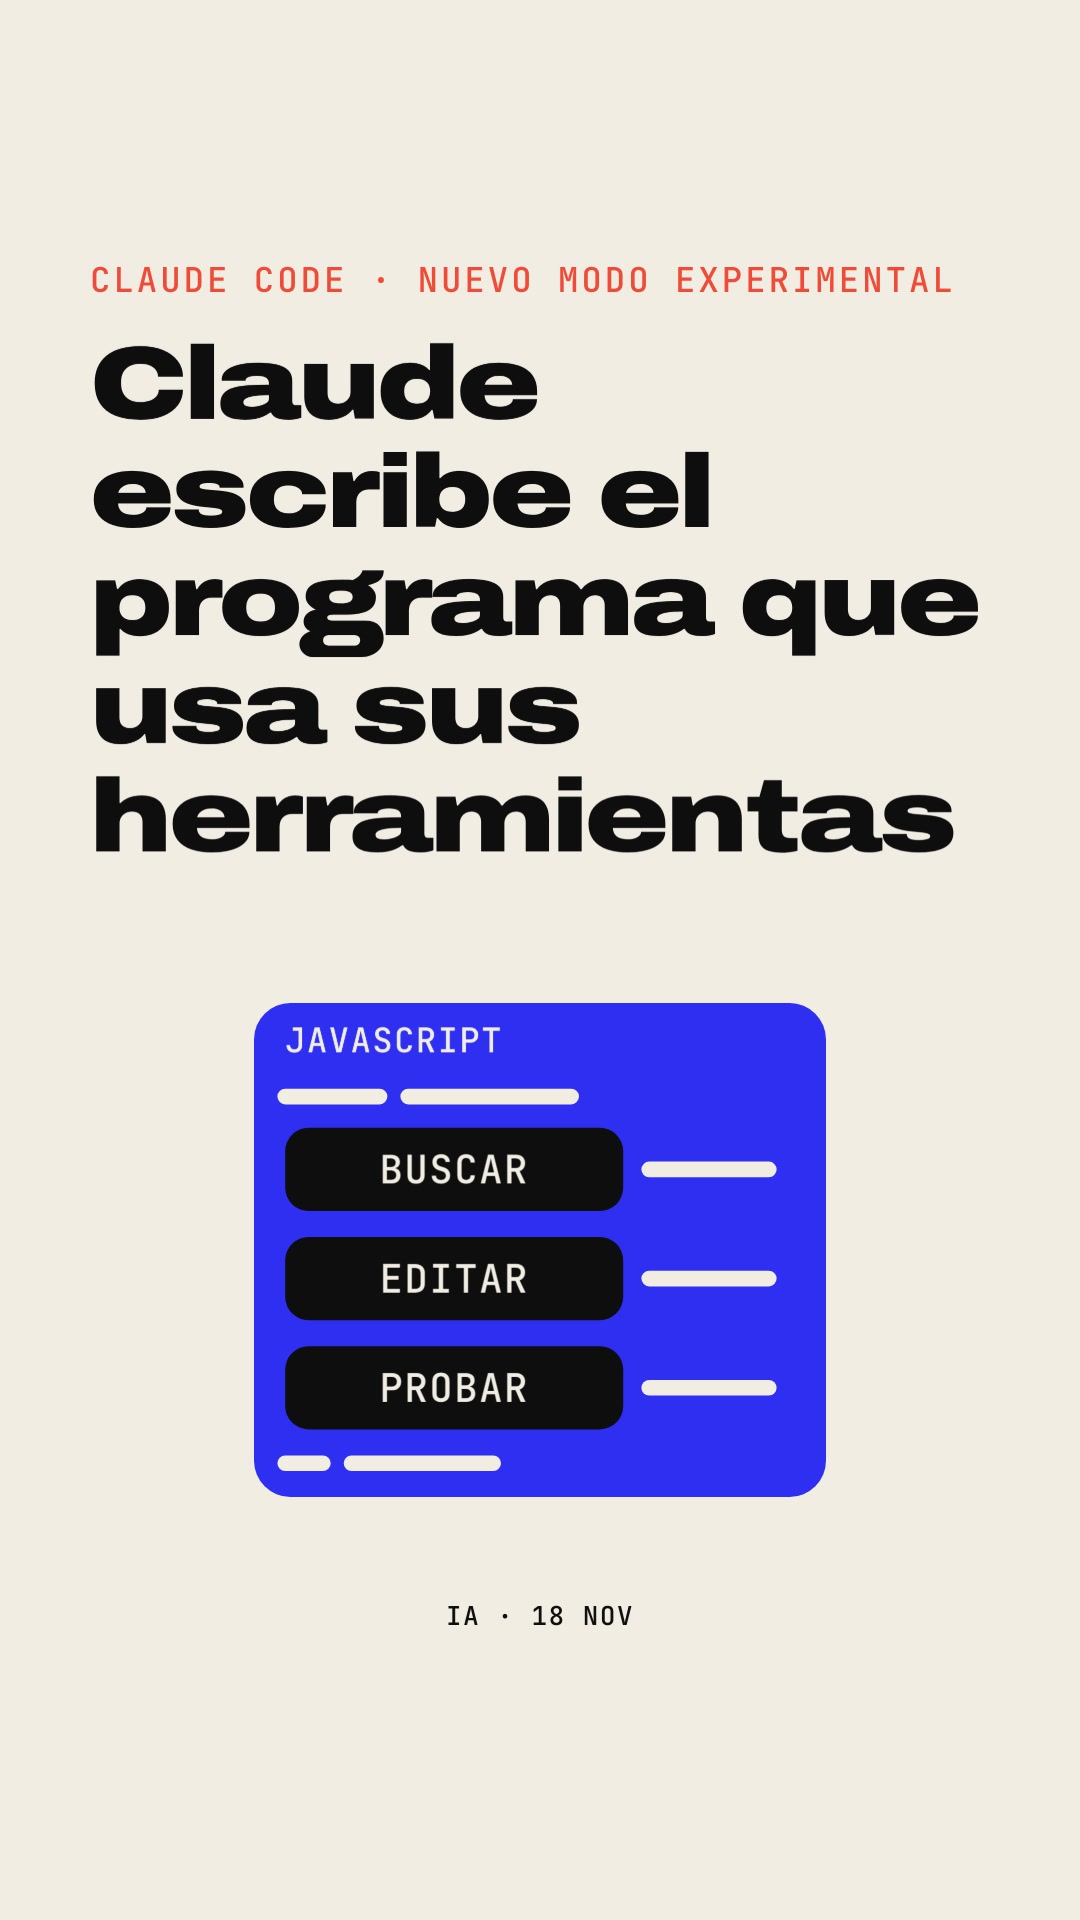 CLAUDE CODE · NUEVO MODO EXPERIMENTAL
Claude
escribe el
programa que
usa sus
herramientas
JAVASCRIPT
BUSCAR
EDITAR
PROBAR
IA · 18 NOV